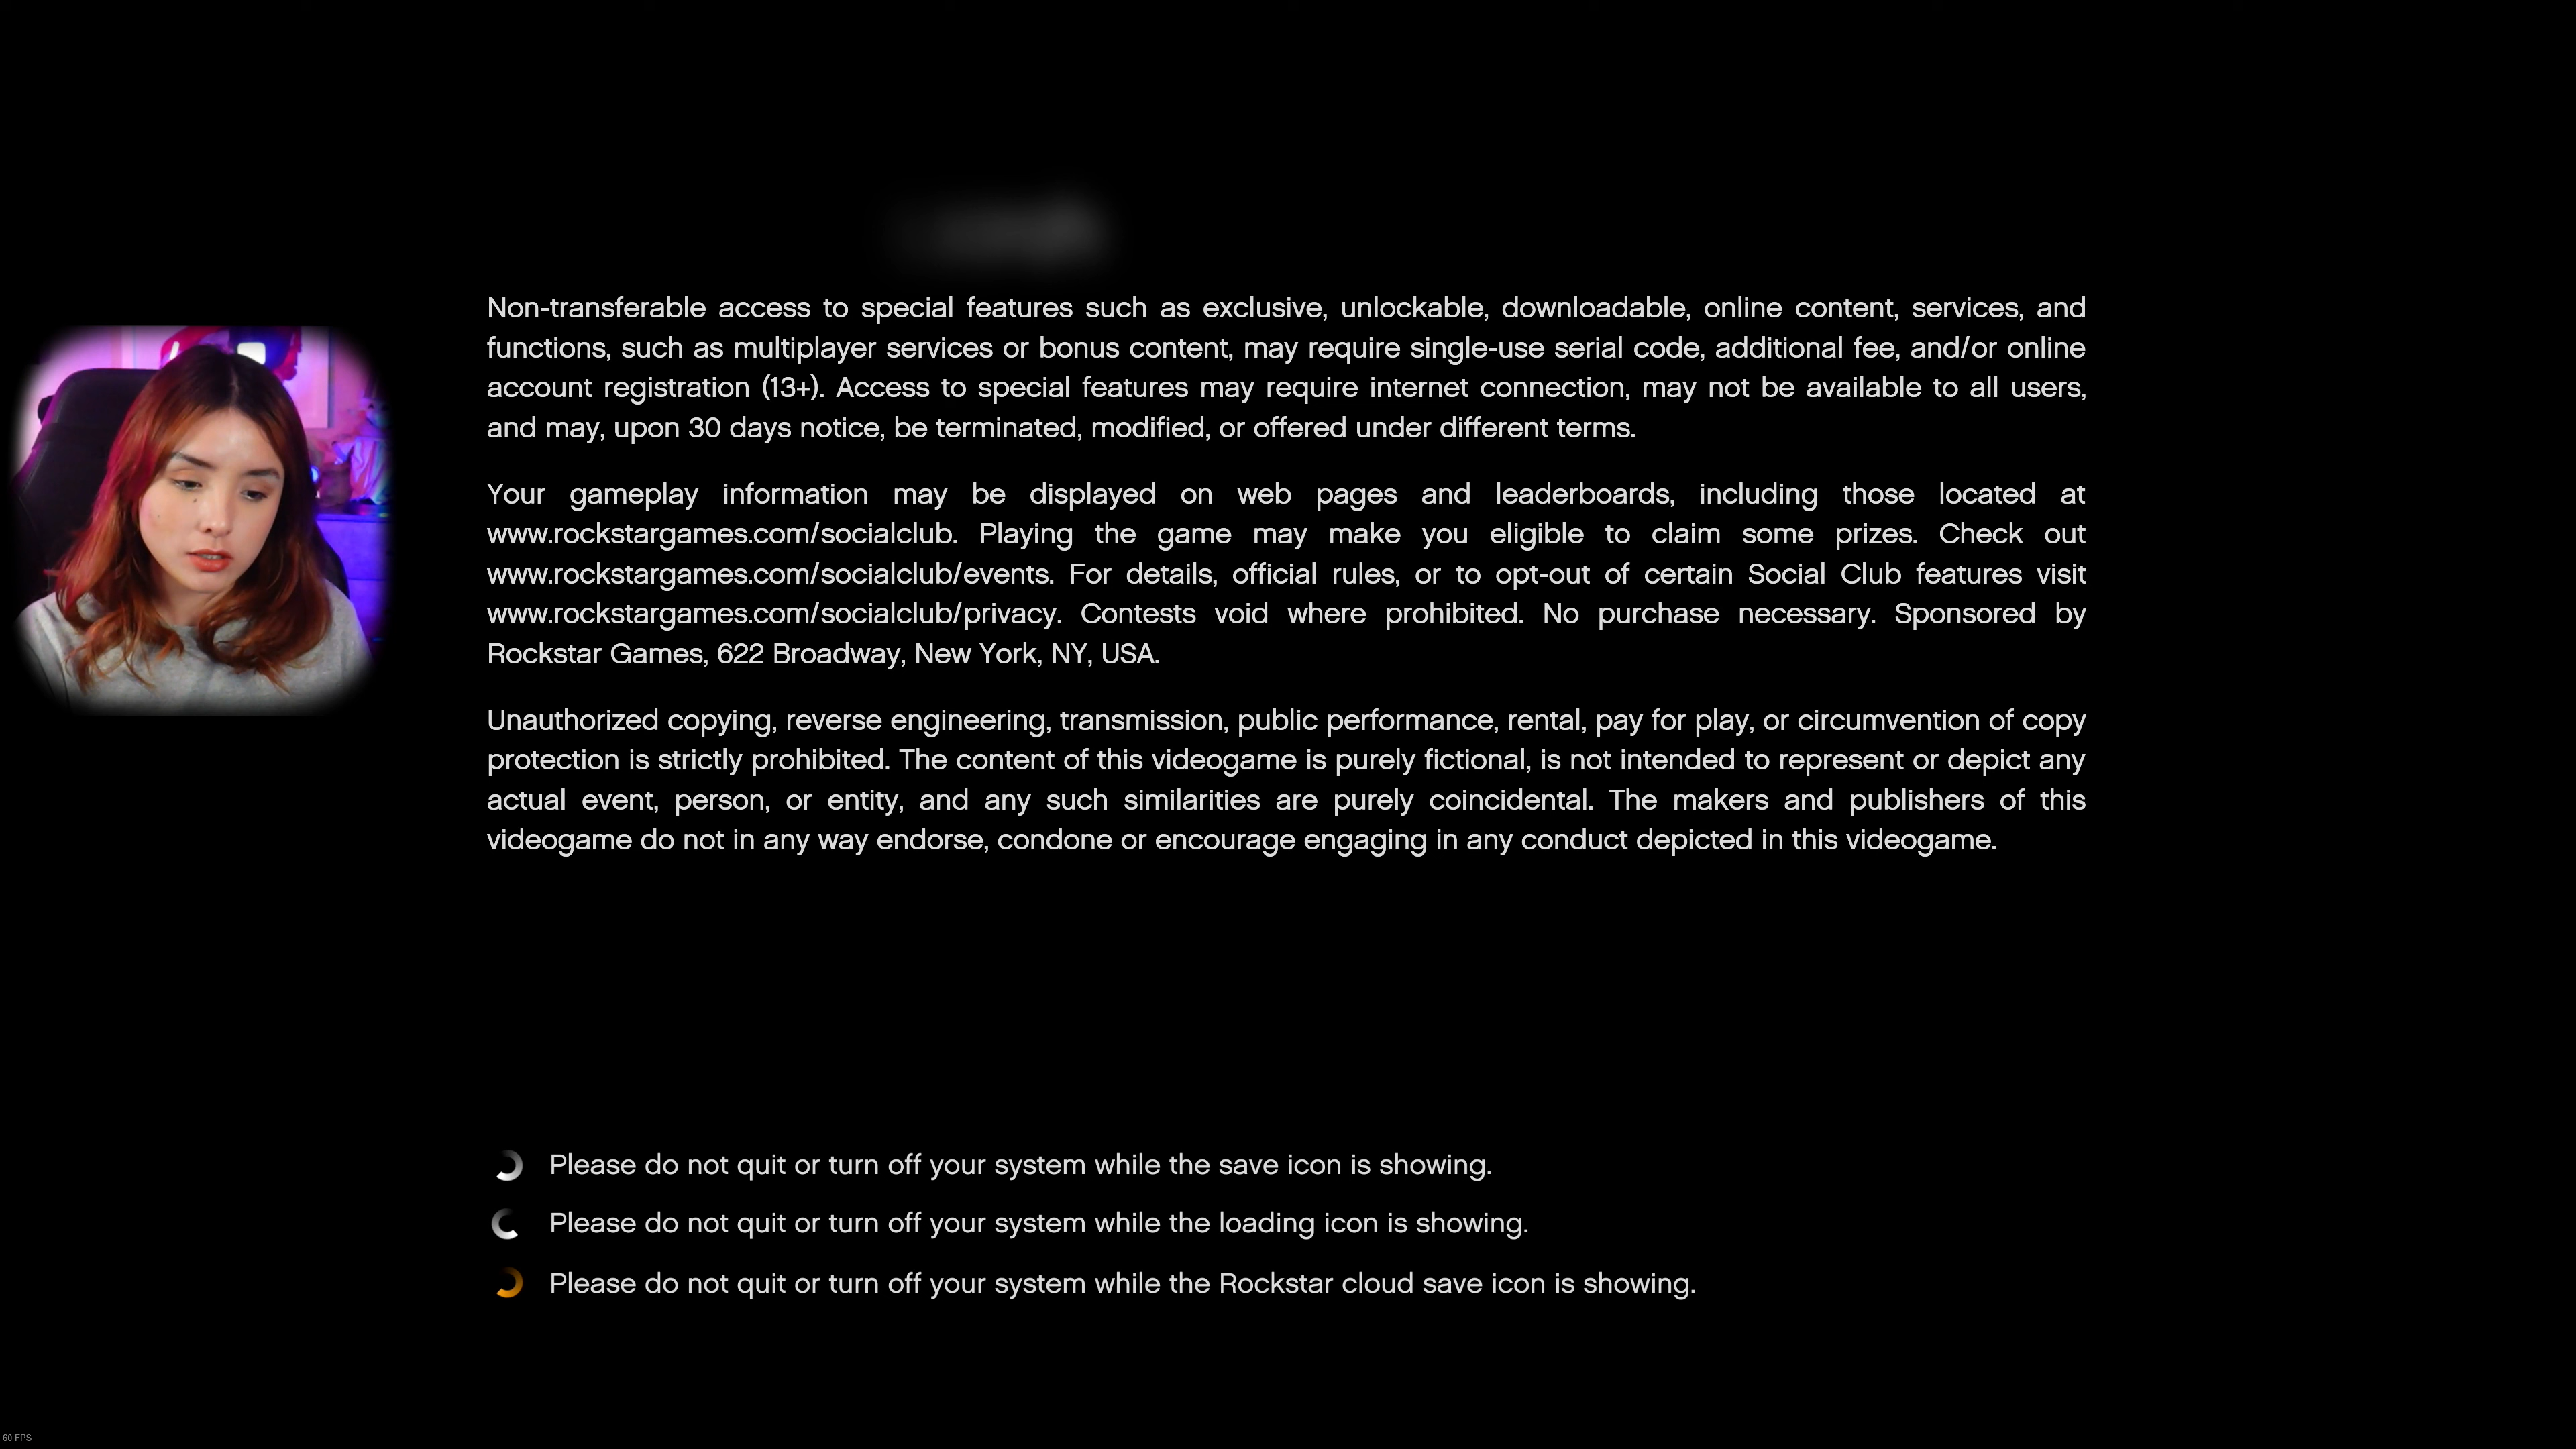 Non-transferable access to special features such as exclusive, unlockable, downloadable, online content, services, and
functions, such as multiplayer services or bonus content, may require single-use serial code, additional fee, and/or online
account registration (13+). Access to special features may require internet connection, may not be available to all users,
and may, upon 30 days notice, be terminated, modified, or offered under different terms.
Your gameplay information may be displayed on web pages and leaderboards, including those located at
www.rockstargames.com/socialclub. Playing the game may make you eligible to claim some prizes. Check out
www.rockstargames.com/socialclub/events. For details, official rules, or to opt-out of certain Social Club features visit
www.rockstargames.com/socialclub/privacy. Contests void where prohibited. No purchase necessary. Sponsored by
Rockstar Games, 622 Broadway, New York, NY, USA.
Unauthorized copying, reverse engineering, transmission, public performance, rental, pay for play, or circumvention of copy
protection is strictly prohibited. The content of this videogame is purely fictional, is not intended to represent or depict any
actual event, person, or entity, and any such similarities are purely coincidental. The makers and publishers of this
videogame do not in any way endorse, condone or encourage engaging in any conduct depicted in this videogame.
Please do not quit or turn off your system while the save icon is showing.
Please do not quit or turn off your system while the loading icon is showing.
Please do not quit or turn off your system while the Rockstar cloud save icon is showing.
60 FPS